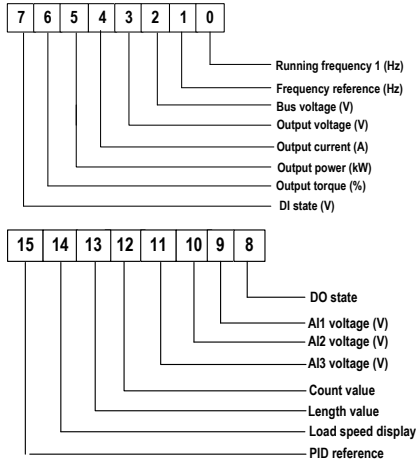 7 6 5 4 3 2 1 0
Running frequency 1 (Hz)
Frequency reference (Hz)
Bus voltage (V)
Output voltage (V)
Output current (A)
Output power (kW)
Output torque (%)
DI state (V)
15 14 13 12 11 10 9 8
DO state
AI1 voltage (V)
AI2 voltage (V)
AI3 voltage (V)
Count value
Length value
Load speed display
PID reference